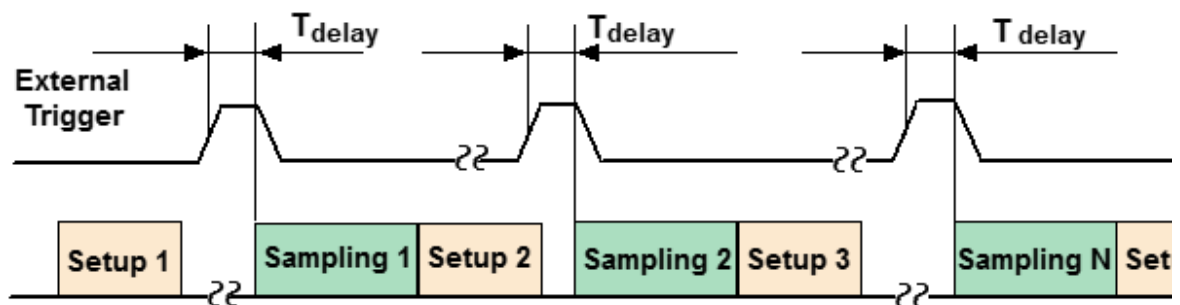 T delay T delay T delay
External
Trigger
Setup 1 Sampling 1 Setup 2 Sampling 2 Setup 3 Sampling N Set